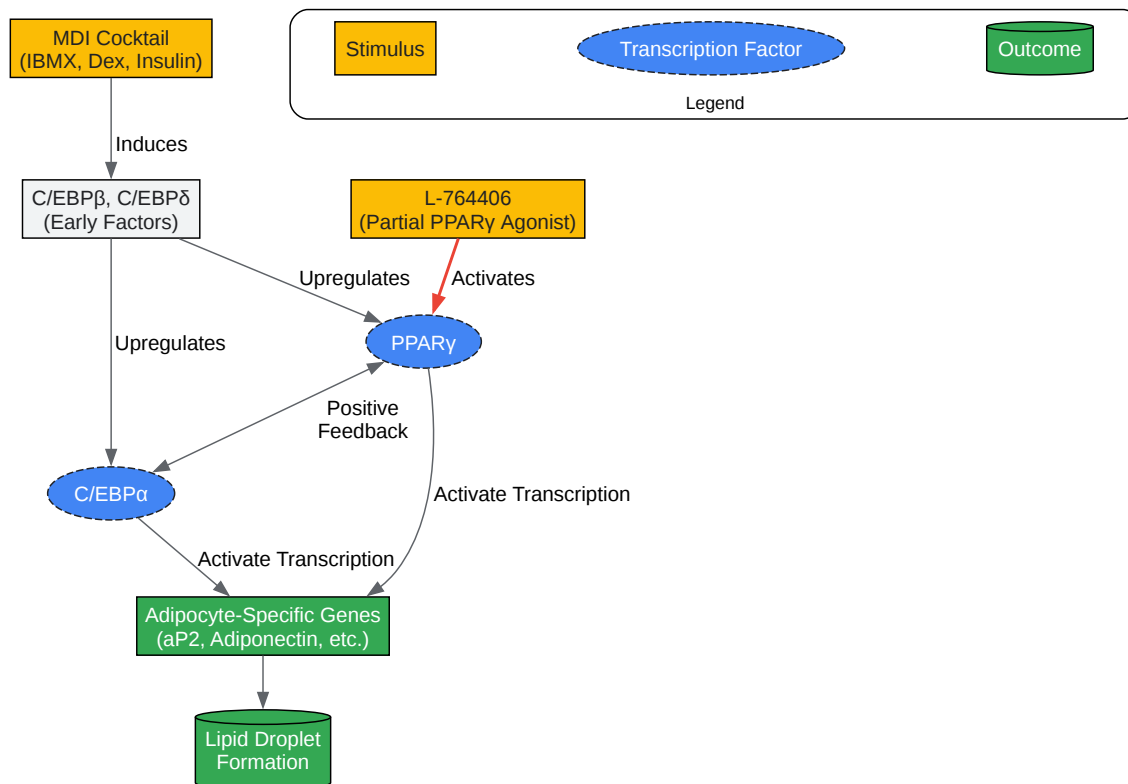 MDI Cocktail
(IBMX, Dex, Insulin)
Stimulus
Transcription Factor
Outcome
Legend
Induces
C/EBPβ, C/EBPδ
(Early Factors)
L-764406
(Partial PPARγ Agonist)
Upregulates
Activates
Upregulates
PPARγ
Positive
Feedback
C/EBPα
Activate Transcription
Activate Transcription
Adipocyte-Specific Genes
(aP2, Adiponectin, etc.)
Lipid Droplet
Formation